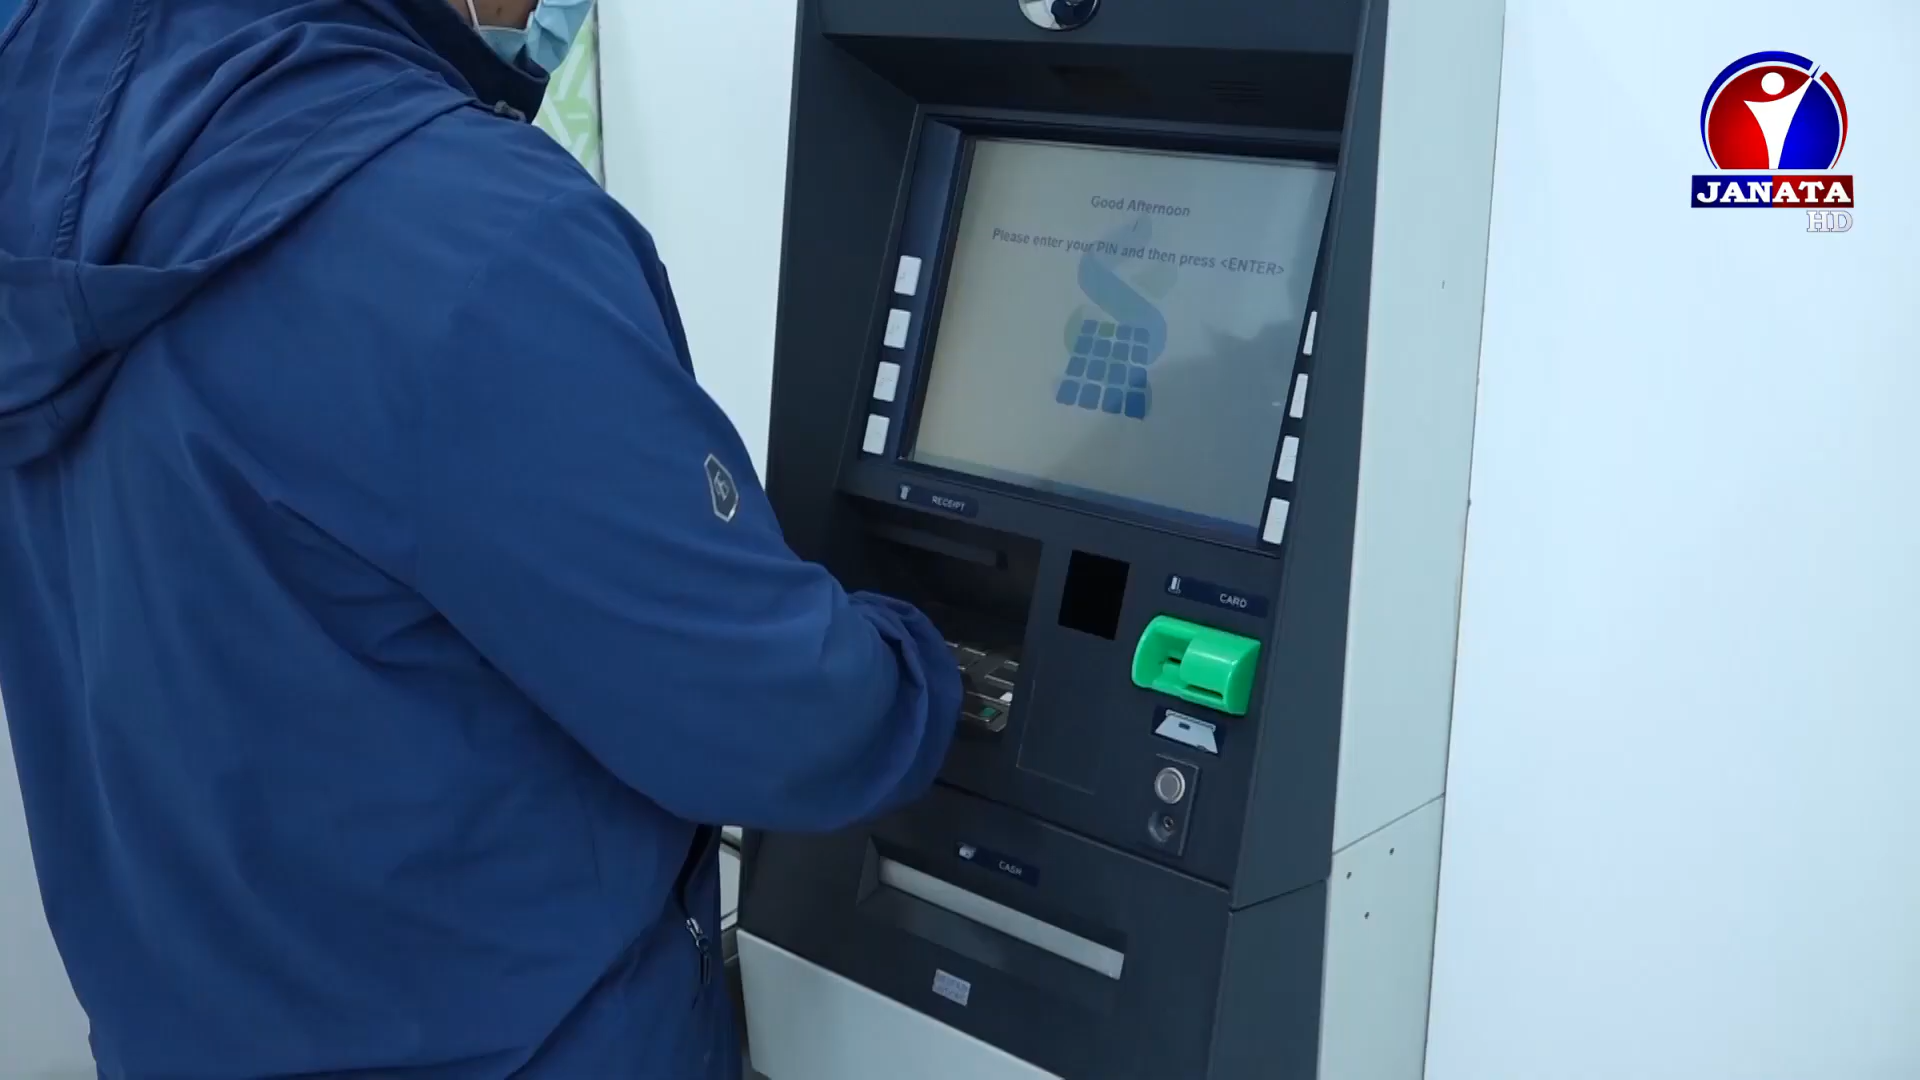 JANATA
HD
Good Afternoon
/
Please enter your PIN and then press <ENTER>
RECEIPT
CARD
CASH